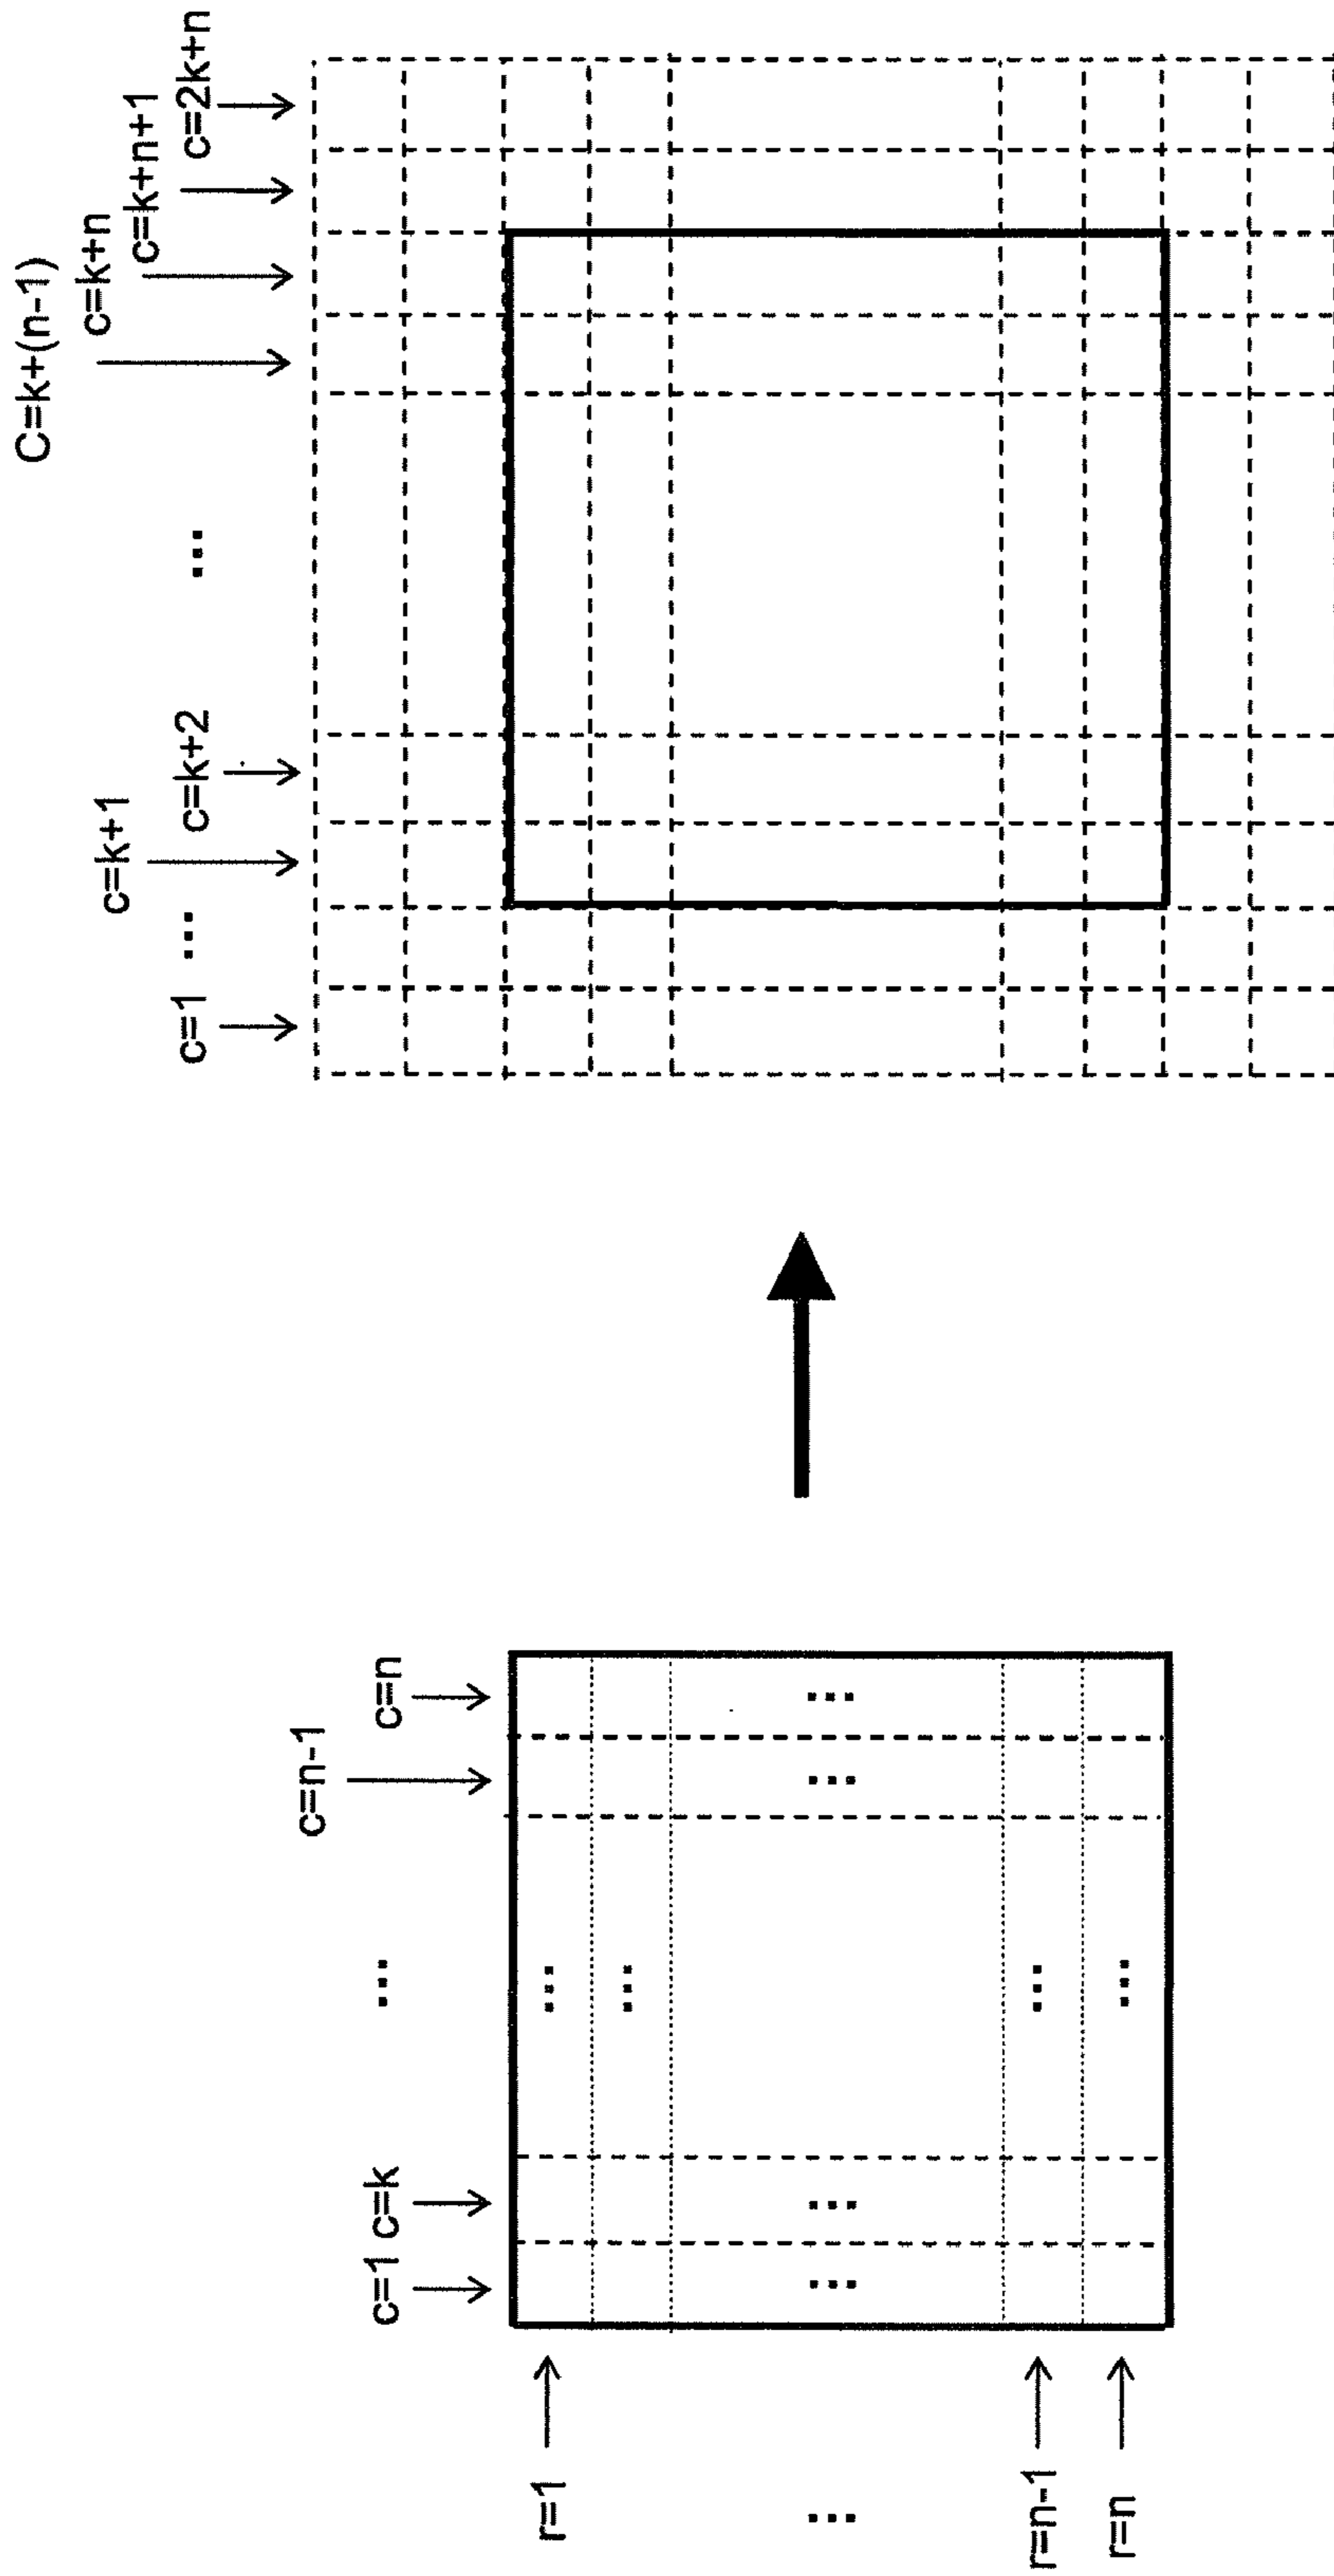 c=1 c=k
...
c=n-1
c=n
r=1
...
r=n-1
r=n
... ... ... ...
... ... ... ...
c=1
...
c=k+1
c=k+2
...
C=k+(n-1)
c=k+n
c=k+n+1
c=2k+n